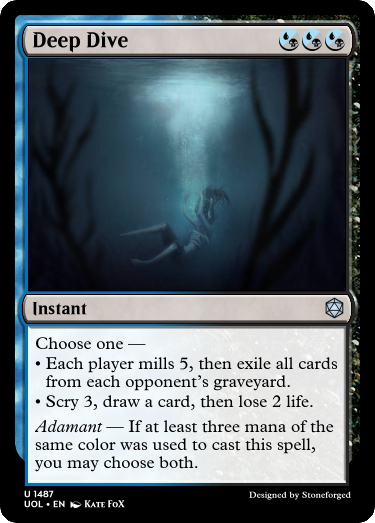 Deep Dive
Instant
Choose one —
• Each player mills 5, then exile all cards
from each opponent's graveyard.
• Scry 3, draw a card, then lose 2 life.
Adamant — If at least three mana of the
same color was used to cast this spell,
you may choose both.
U 1487
UOL • EN Kate Fox
Designed by Stoneforged